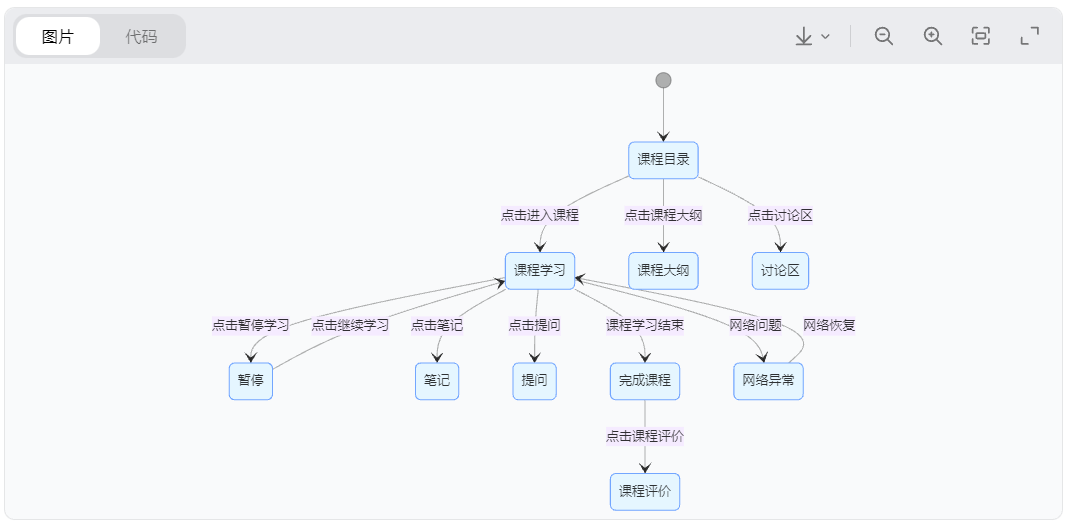 图片
代码
课程目录
点击进入课程
点击课程大纲
点击讨论区
课程学习
课程大纲
讨论区
点击暂停学习
点击继续学习
点击笔记
点击提问
课程学习结束
网络问题
网络恢复
暂停
笔记
提问
完成课程
网络异常
点击课程评价
课程评价